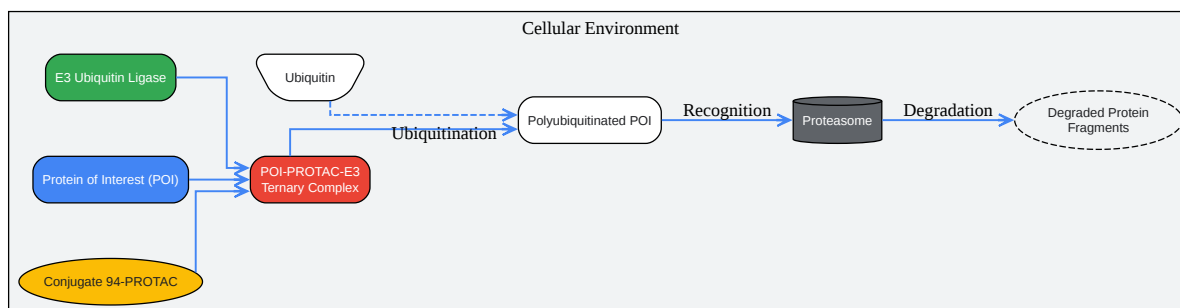 Cellular Environment
E3 Ubiquitin Ligase
Ubiquitin
Polyubiquitinated POI
Recognition
Proteasome
Degradation
Degraded Protein
Fragments
Ubiquitination
Protein of Interest (POI)
POI-PROTAC-E3
Ternary Complex
Conjugate 94-PROTAC